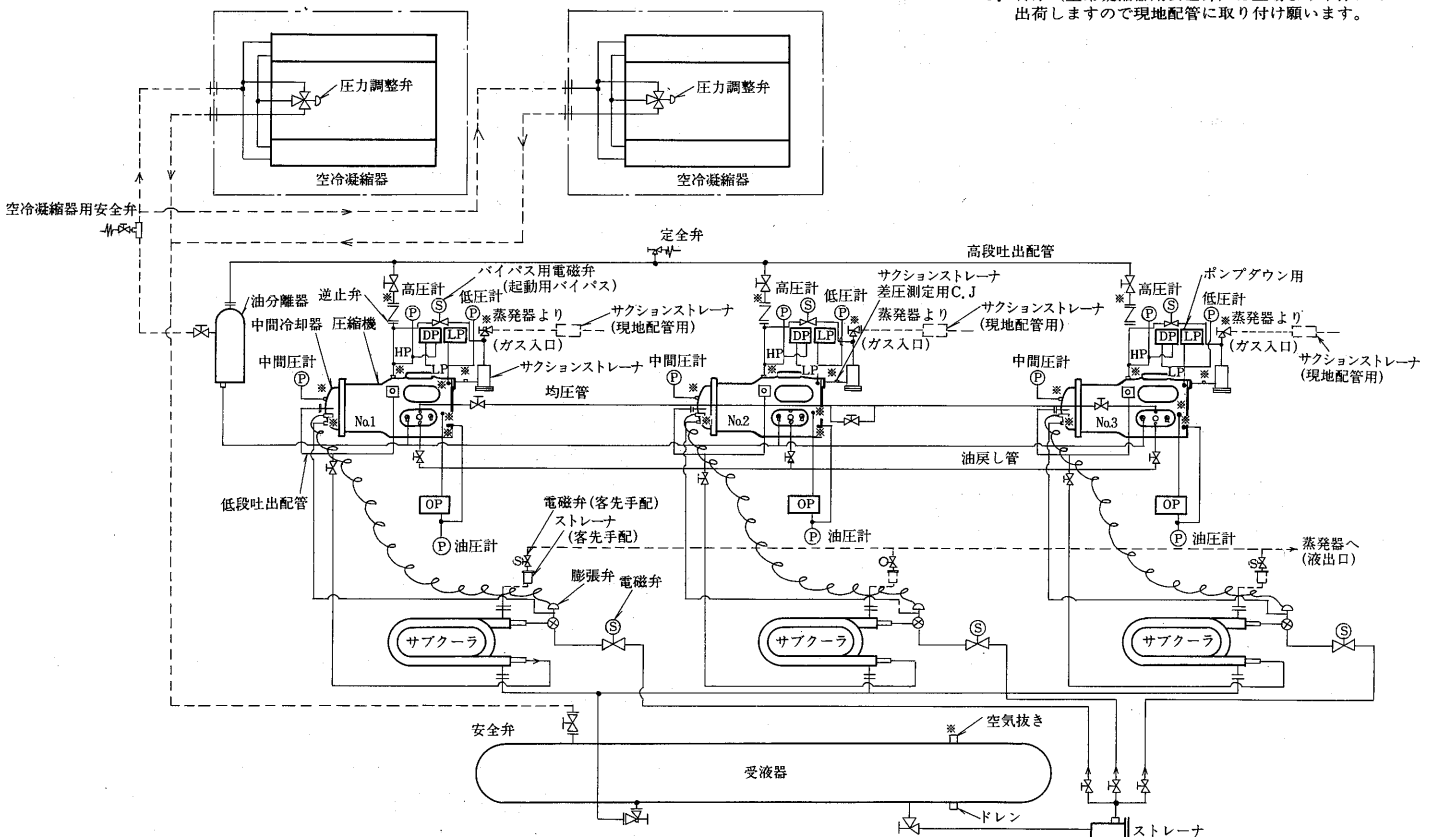 出荷しますので現地配管に取り付け願います。
圧力調整弁
空冷凝縮器
圧力調整弁
空冷凝縮器
空冷凝縮器用安全弁
定全弁
高段吐出配管
油分離器
中間冷却器
逆止弁
圧縮機
高圧計
バイパス用電磁弁
(起動用バイパス)
低圧計
蒸発器より
(ガス入口)
サクションストレーナ
(現地配管用)
サクションストレーナ
高圧計
サクションストレーナ
差圧測定用C.J
低圧計
蒸発器より
(ガス入口)
サクションストレーナ
(現地配管用)
高圧計
ポンプダウン用
低圧計
蒸発器より
(ガス入口)
サクションストレーナ
(現地配管用)
P
S
P
P
S
P
P
S
P
DP
LP
DP
LP
DP
LP
HP
LP
HP
LP
HP
LP
中間圧計
P
中間圧計
P
中間圧計
P
均圧管
No.1
No.2
No.3
油戻し管
低段吐出配管
OP
P 油圧計
OP
P 油圧計
OP
P 油圧計
電磁弁(客先手配)
ストレーナ
(客先手配)
S
S
蒸発器へ
(液出口)
膨張弁
電磁弁
S
S
S
サブクーラ
サブクーラ
サブクーラ
安全弁
※
空気抜き
受液器
ドレン
ストレーナ